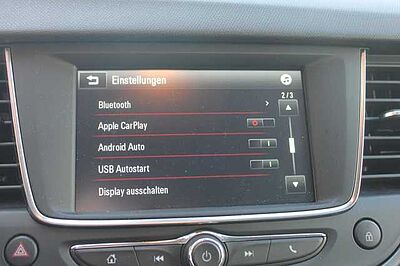 Einstellungen
2/3
Bluetooth
Apple CarPlay
Android Auto
USB Autostart
Display ausschalten